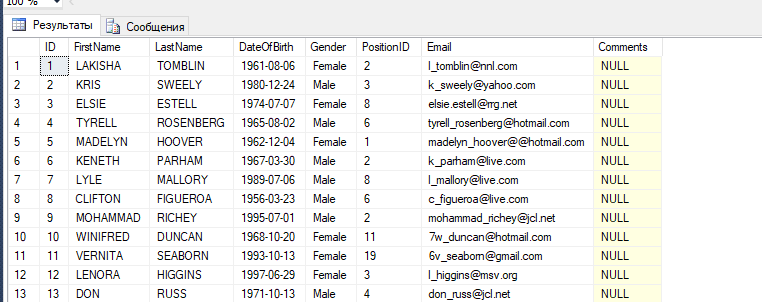 100 %
Результаты Сообщения
ID FirstName LastName DateOfBirth Gender PositionID Email Comments
1 1 LAKISHA TOMBLIN 1961-08-06 Female 2 l_tomblin@nnl.com NULL
2 2 KRIS SWEELY 1980-12-24 Male 3 k_sweely@yahoo.com NULL
3 3 ELSIE ESTELL 1974-07-07 Female 8 elsie.estell@rrg.net NULL
4 4 TYRELL ROSENBERG 1965-08-02 Male 6 tyrell_rosenberg@hotmail.com NULL
5 5 MADELYN HOOVER 1962-12-04 Female 1 madelyn_hoover@@hotmail.com NULL
6 6 KENETH PARHAM 1967-03-30 Male 2 k_parham@live.com NULL
7 7 LYLE MALLORY 1989-07-06 Male 8 l_mallory@live.com NULL
8 8 CLIFTON FIGUEROA 1956-03-23 Male 6 c_figueroa@live.com NULL
9 9 MOHAMMAD RICHEY 1995-07-01 Male 2 mohammad_richey@jcl.net NULL
10 10 WINIFRED DUNCAN 1968-10-20 Female 11 7w_duncan@hotmail.com NULL
11 11 VERNITA SEABORN 1993-10-13 Female 19 6v_seaborn@gmail.com NULL
12 12 LENORA HIGGINS 1997-06-29 Female 3 l_higgins@msv.org NULL
13 13 DON RUSS 1971-10-13 Male 4 don_russ@jcl.net NULL